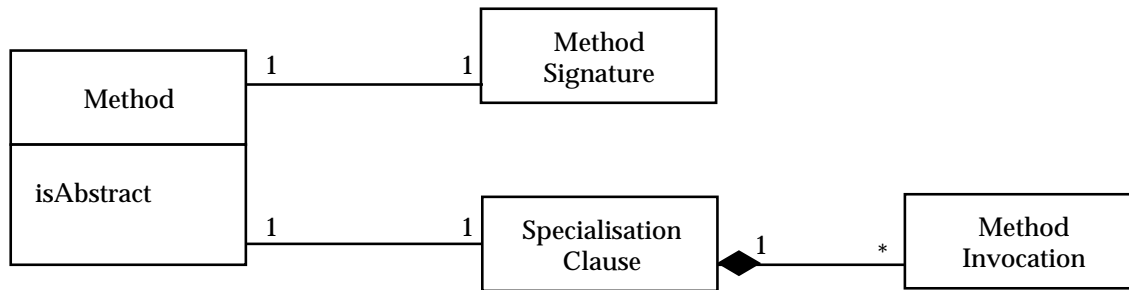 Method
isAbstract
1
1
Method
Signature
1
1
Specialisation
Clause
1
*
Method
Invocation